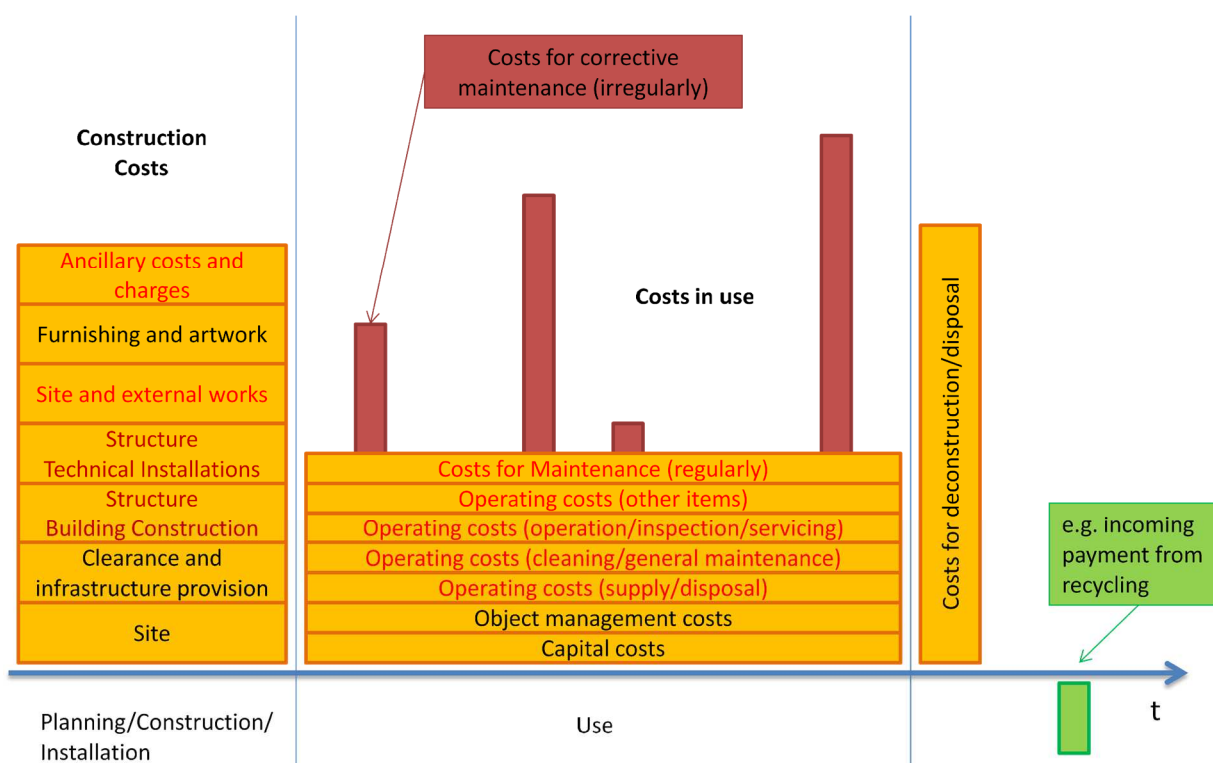 Costs for corrective
maintenance (irregularly)
Construction
Costs
Ancillary costs and
charges
Furnishing and artwork
Site and external works
Structure
Technical Installations
Structure
Building Construction
Clearance and
infrastructure provision
Site
Costs in use
Costs for Maintenance (regularly)
Operating costs (other items)
Operating costs (operation/inspection/servicing)
Operating costs (cleaning/general maintenance)
Operating costs (supply/disposal)
Object management costs
Capital costs
Costs for deconstruction/disposal
e.g. incoming
payment from
recycling
t
Planning/Construction/
Installation
Use